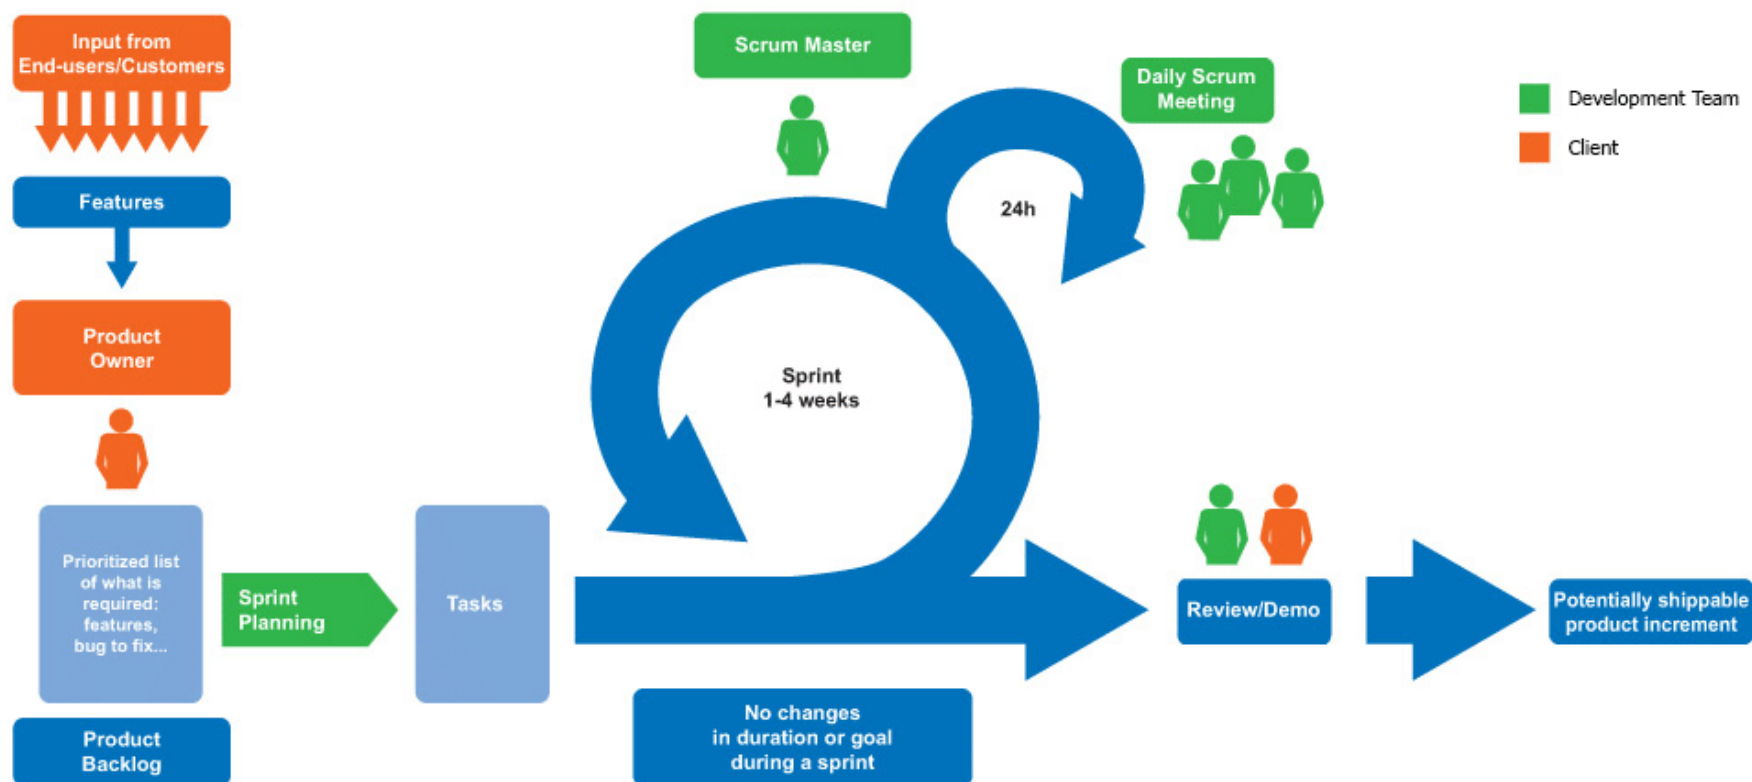 Input from
End-users/Customers
Features
Product
Owner
Prioritized list
of what is
required:
features,
bug to fix...
Product
Backlog
Sprint
Planning
Tasks
Scrum Master
Sprint
1-4 weeks
24h
Daily Scrum
Meeting
No changes
in duration or goal
during a sprint
Review/Demo
Potentially shippable
product increment
Development Team
Client